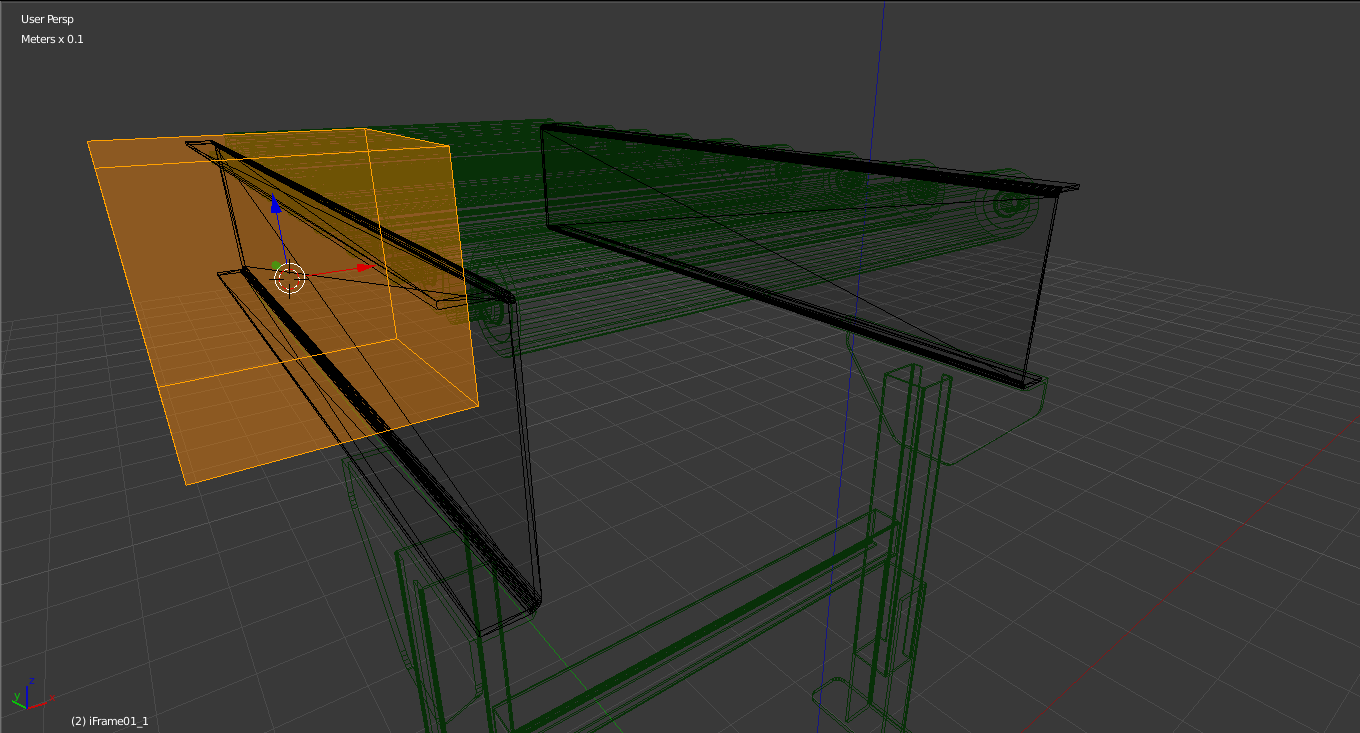 User Persp
Meters x 0.1
z
y
(2) iFrame01_1